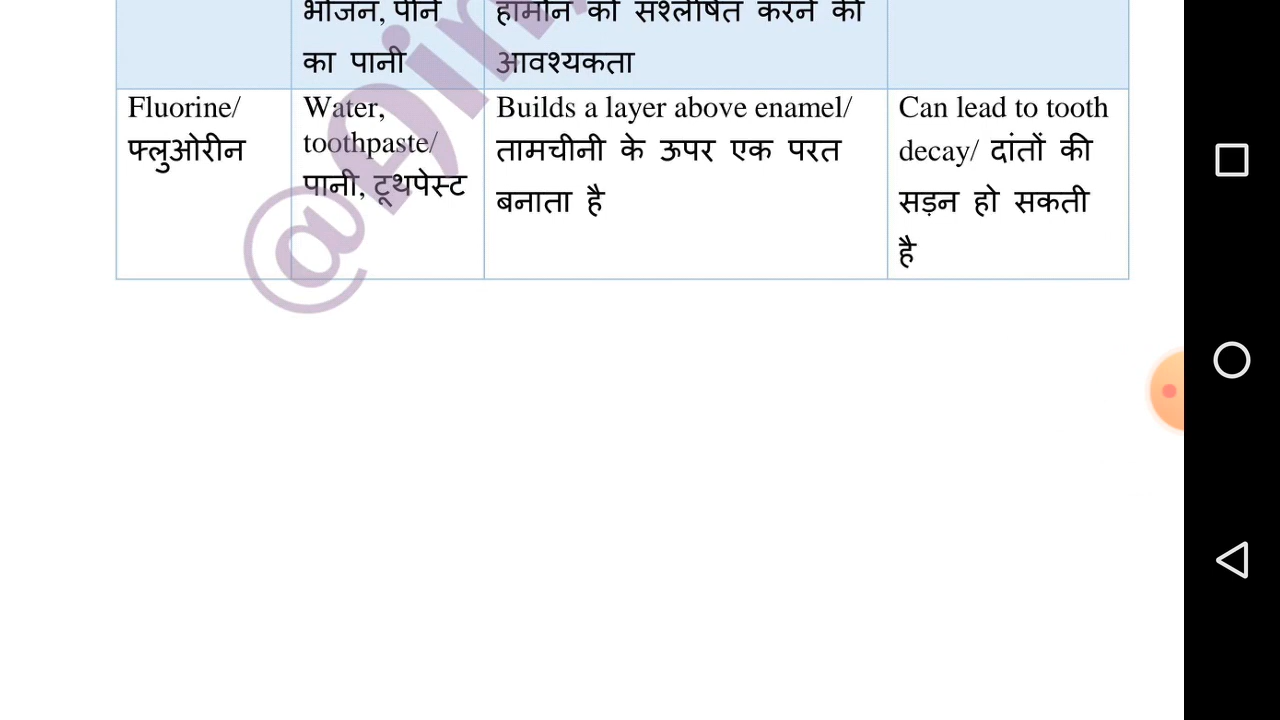 भोजन, पीने
का पानी
हार्मोन को संश्लेषित करने की
आवश्यकता
Fluorine/
फ्लुओरीन
Water,
toothpaste/
पानी, टूथपेस्ट
Builds a layer above enamel/
तामचीनी के ऊपर एक परत
बनाता है
Can lead to tooth
decay/ दांतों की
सड़न हो सकती
है